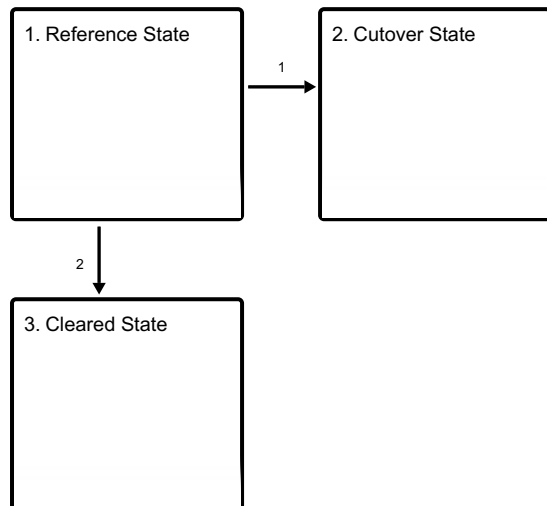 1. Reference State
1
2. Cutover State
2
3. Cleared State